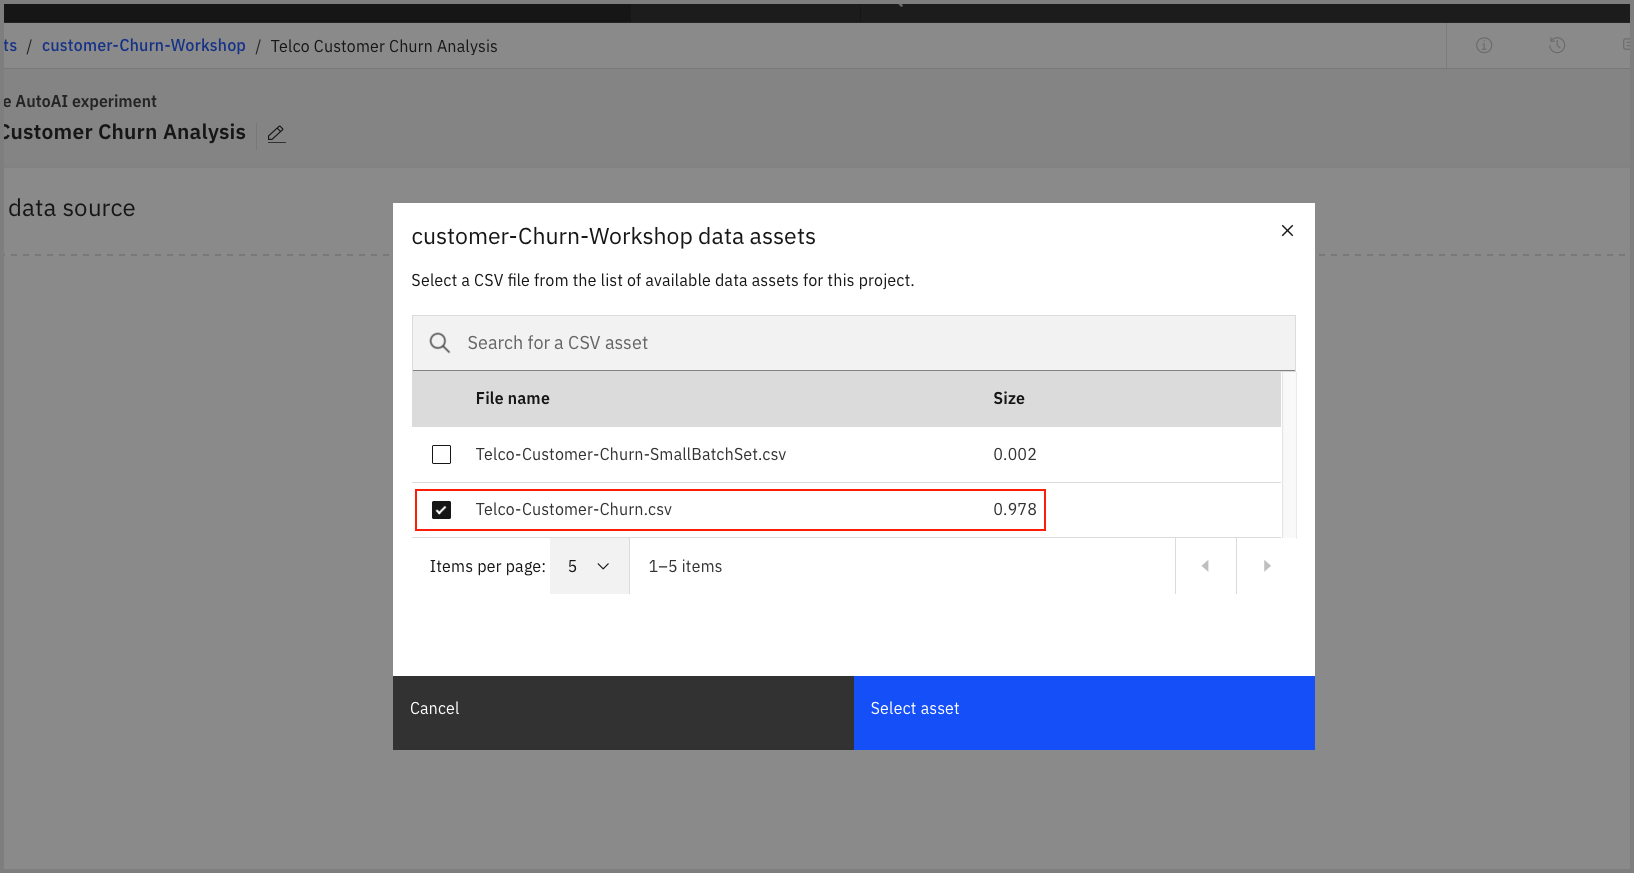 ts / customer-Churn-Workshop / Telco Customer Churn Analysis
e AutoAI experiment
Customer Churn Analysis
data source
customer-Churn-Workshop data assets
Select a CSV file from the list of available data assets for this project.
Search for a CSV asset
File name Size
Telco-Customer-Churn-SmallBatchSet.csv 0.002
Telco-Customer-Churn.csv 0.978
Items per page: 5 1–5 items
Cancel Select asset